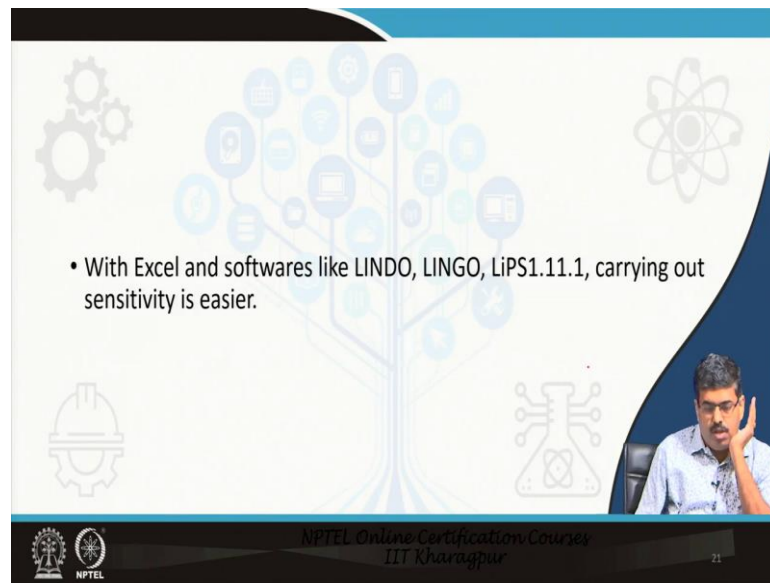 • With Excel and softwares like LINDO, LINGO, LiPS1.11.1, carrying out
sensitivity is easier.
NPTEL
NPTEL Online Certification Courses
IIT Kharagpur
21